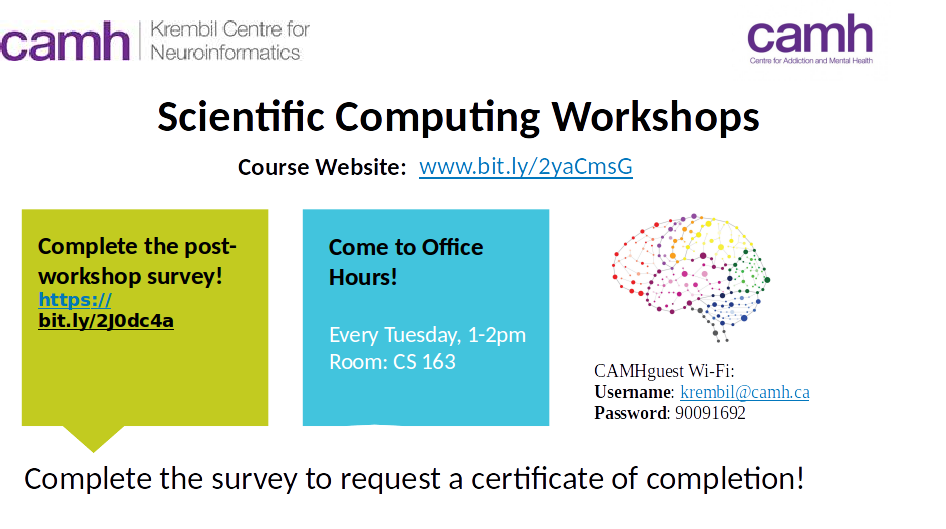 camh
Krembil Centre for
Neuroinformatics
camh
Centre for Addiction and Mental Health
Scientific Computing Workshops
Course Website: www.bit.ly/2yaCmsG
Complete the post-
workshop survey!
https://
bit.ly/2J0dc4a
Come to Office
Hours!
Every Tuesday, 1-2pm
Room: CS 163
CAMHguest Wi-Fi:
Username: krembil@camh.ca
Password: 90091692
Complete the survey to request a certificate of completion!